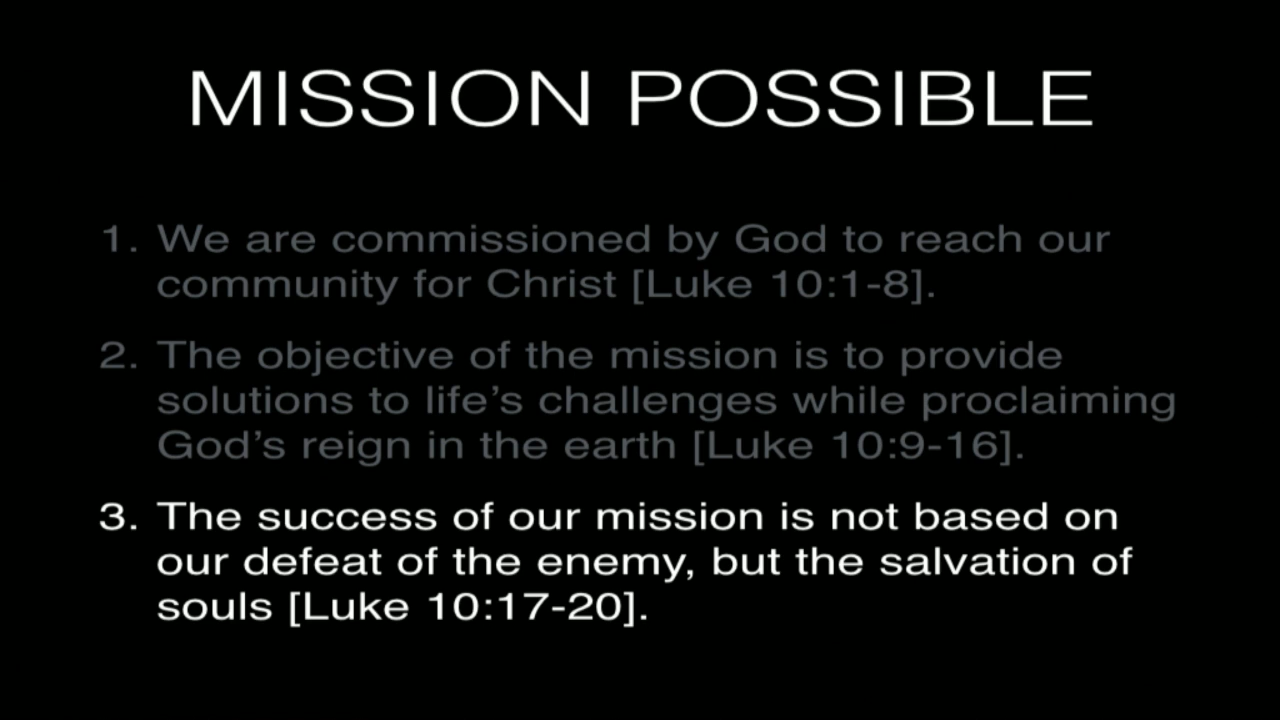 MISSION POSSIBLE
1. We are commissioned by God to reach our
community for Christ [Luke 10:1-8].
2. The objective of the mission is to provide
solutions to life’s challenges while proclaiming
God’s reign in the earth [Luke 10:9-16].
3. The success of our mission is not based on
our defeat of the enemy, but the salvation of
souls [Luke 10:17-20].